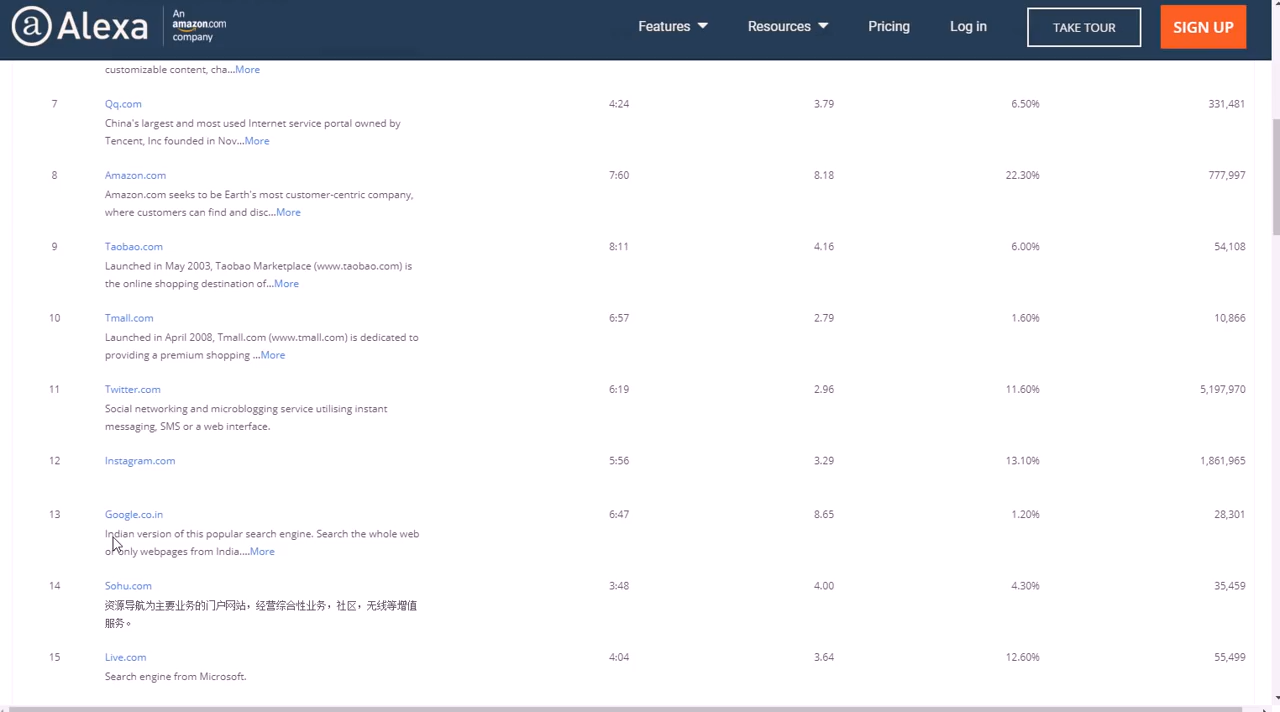 Alexa
An
amazon.com
company
Features
Resources
Pricing
Log in
TAKE TOUR
SIGN UP
customizable content, cha...More
7 Qq.com 4:24 3.79 6.50% 331,481
China's largest and most used Internet service portal owned by
Tencent, Inc founded in Nov...More
8 Amazon.com 7:60 8.18 22.30% 777,997
Amazon.com seeks to be Earth's most customer-centric company,
where customers can find and disc...More
9 Taobao.com 8:11 4.16 6.00% 54,108
Launched in May 2003, Taobao Marketplace (www.taobao.com) is
the online shopping destination of...More
10 Tmall.com 6:57 2.79 1.60% 10,866
Launched in April 2008, Tmall.com (www.tmall.com) is dedicated to
providing a premium shopping ...More
11 Twitter.com 6:19 2.96 11.60% 5,197,970
Social networking and microblogging service utilising instant
messaging, SMS or a web interface.
12 Instagram.com 5:56 3.29 13.10% 1,861,965
13 Google.co.in 6:47 8.65 1.20% 28,301
Indian version of this popular search engine. Search the whole web
or only webpages from India....More
14 Sohu.com 3:48 4.00 4.30% 35,459
资源导航为主要业务的门户网站，经营综合性业务，社区，无线等增值
服务。
15 Live.com 4:04 3.64 12.60% 55,499
Search engine from Microsoft.